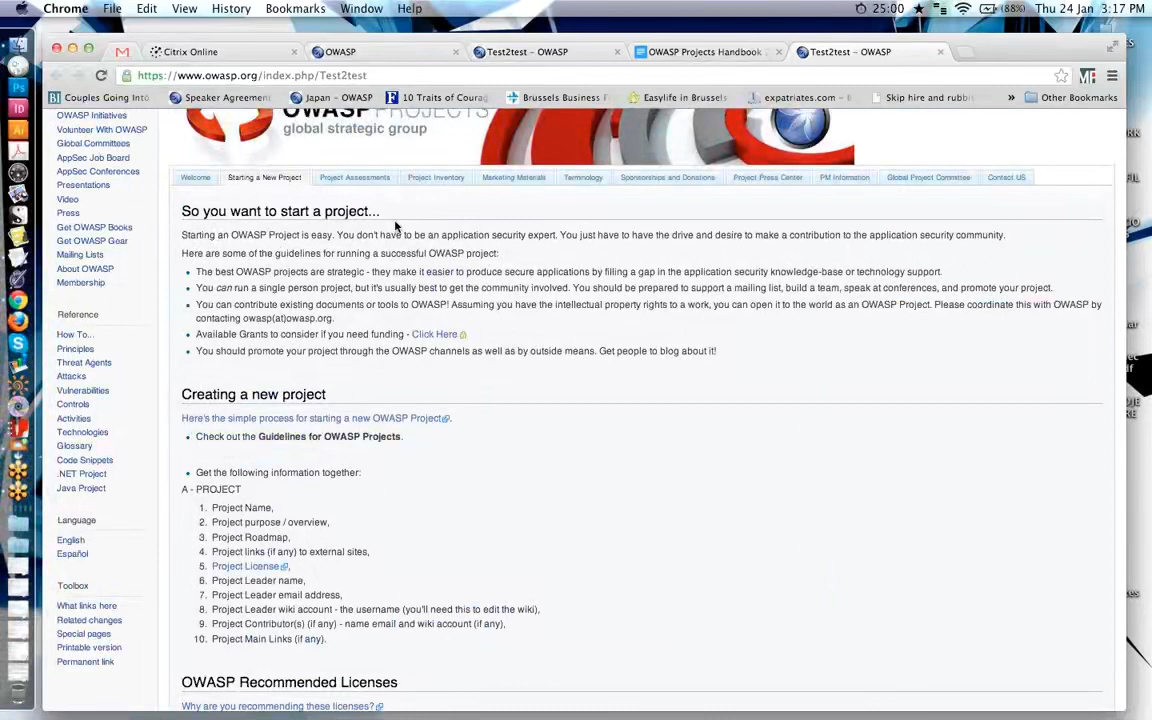 Chrome File Edit View History Bookmarks Window Help 25:00 (88%) Thu 24 Jan 3:17 PM
Citrix Online OWASP Test2test – OWASP OWASP Projects Handbook Test2test – OWASP
https://www.owasp.org/index.php/Test2test
Couples Going Into Speaker Agreemen Japan – OWASP 10 Traits of Courag Brussels Business F Easylife in Brussels expatriates.com – Skip hire and rubbi » Other Bookmarks
OWASP PROJECTS
global strategic group
OWASP Initiatives
Volunteer With OWASP
Global Committees
AppSec Job Board
AppSec Conferences
Presentations
Video
Press
Get OWASP Books
Get OWASP Gear
Mailing Lists
About OWASP
Membership
Reference
How To...
Principles
Threat Agents
Attacks
Vulnerabilities
Controls
Activities
Technologies
Glossary
Code Snippets
.NET Project
Java Project
Language
English
Español
Toolbox
What links here
Related changes
Special pages
Printable version
Permanent link
Welcome Starting a New Project Project Assessments Project Inventory Marketing Materials Terminology Sponsorships and Donations Project Press Center PM Information Global Project Committee Contact US
So you want to start a project...
Starting an OWASP Project is easy. You don't have to be an application security expert. You just have to have the drive and desire to make a contribution to the application security community.
Here are some of the guidelines for running a successful OWASP project:
• The best OWASP projects are strategic - they make it easier to produce secure applications by filling a gap in the application security knowledge-base or technology support.
• You can run a single person project, but it's usually best to get the community involved. You should be prepared to support a mailing list, build a team, speak at conferences, and promote your project.
• You can contribute existing documents or tools to OWASP! Assuming you have the intellectual property rights to a work, you can open it to the world as an OWASP Project. Please coordinate this with OWASP by
contacting owasp(at)owasp.org.
• Available Grants to consider if you need funding - Click Here
• You should promote your project through the OWASP channels as well as by outside means. Get people to blog about it!
Creating a new project
Here's the simple process for starting a new OWASP Project.
• Check out the Guidelines for OWASP Projects.
• Get the following information together:
A - PROJECT
1. Project Name,
2. Project purpose / overview,
3. Project Roadmap,
4. Project links (if any) to external sites,
5. Project License,
6. Project Leader name,
7. Project Leader email address,
8. Project Leader wiki account - the username (you'll need this to edit the wiki),
9. Project Contributor(s) (if any) - name email and wiki account (if any),
10. Project Main Links (if any).
OWASP Recommended Licenses
Why are you recommending these licenses?